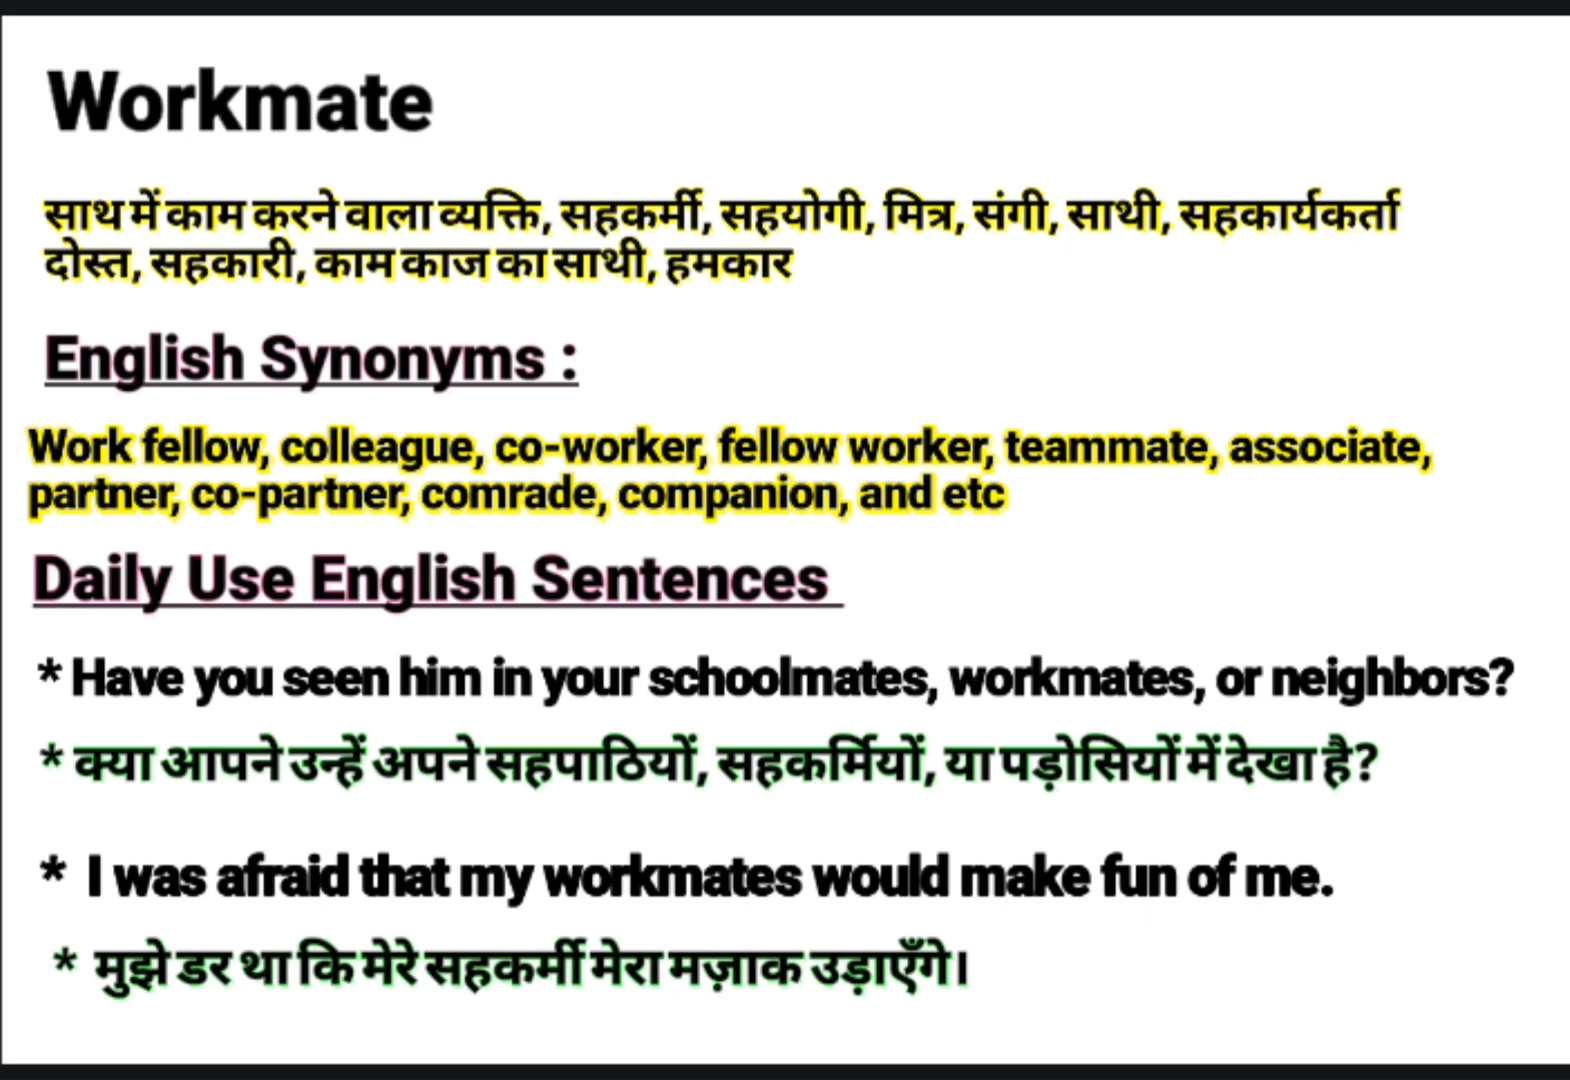 Workmate
साथ में काम करने वाला व्यक्ति, सहकर्मी, सहयोगी, मित्र, संगी, साथी, सहकार्यकर्ता
दोस्त, सहकारी, काम काज का साथी, हमकार
English Synonyms :
Work fellow, colleague, co-worker, fellow worker, teammate, associate,
partner, co-partner, comrade, companion, and etc
Daily Use English Sentences
* Have you seen him in your schoolmates, workmates, or neighbors?
* क्या आपने उन्हें अपने सहपाठियों, सहकर्मियों, या पड़ोसियों में देखा है?
* I was afraid that my workmates would make fun of me.
* मुझे डर था कि मेरे सहकर्मी मेरा मज़ाक उड़ाएँगे।